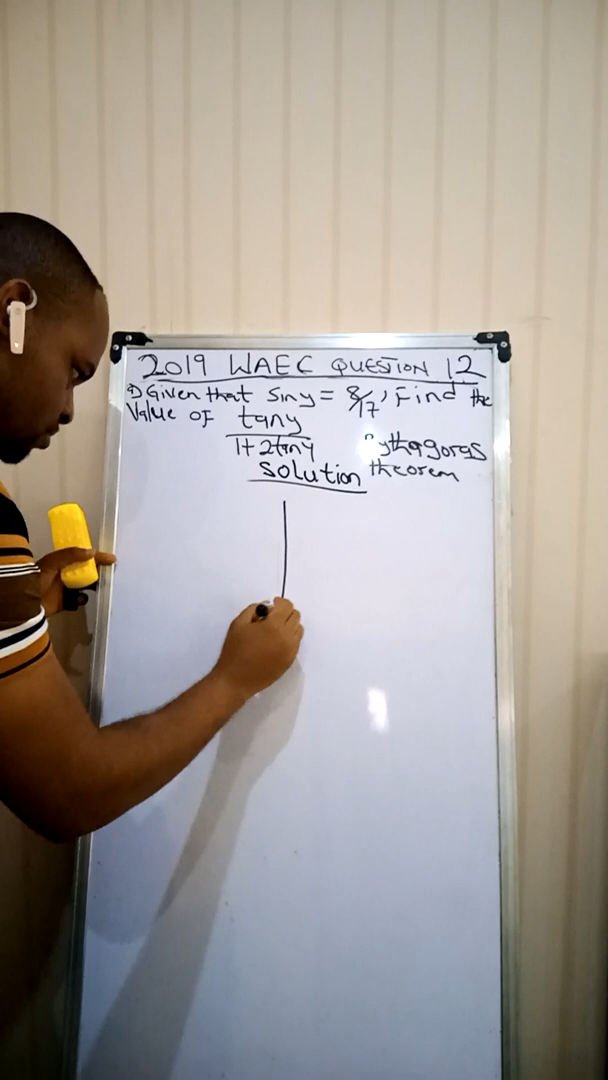 2019 WAEC QUESTION 12
a) Given that Siny = 8/17, Find the
Value of tany
1+2tany
Pythagoras
theorem
Solution